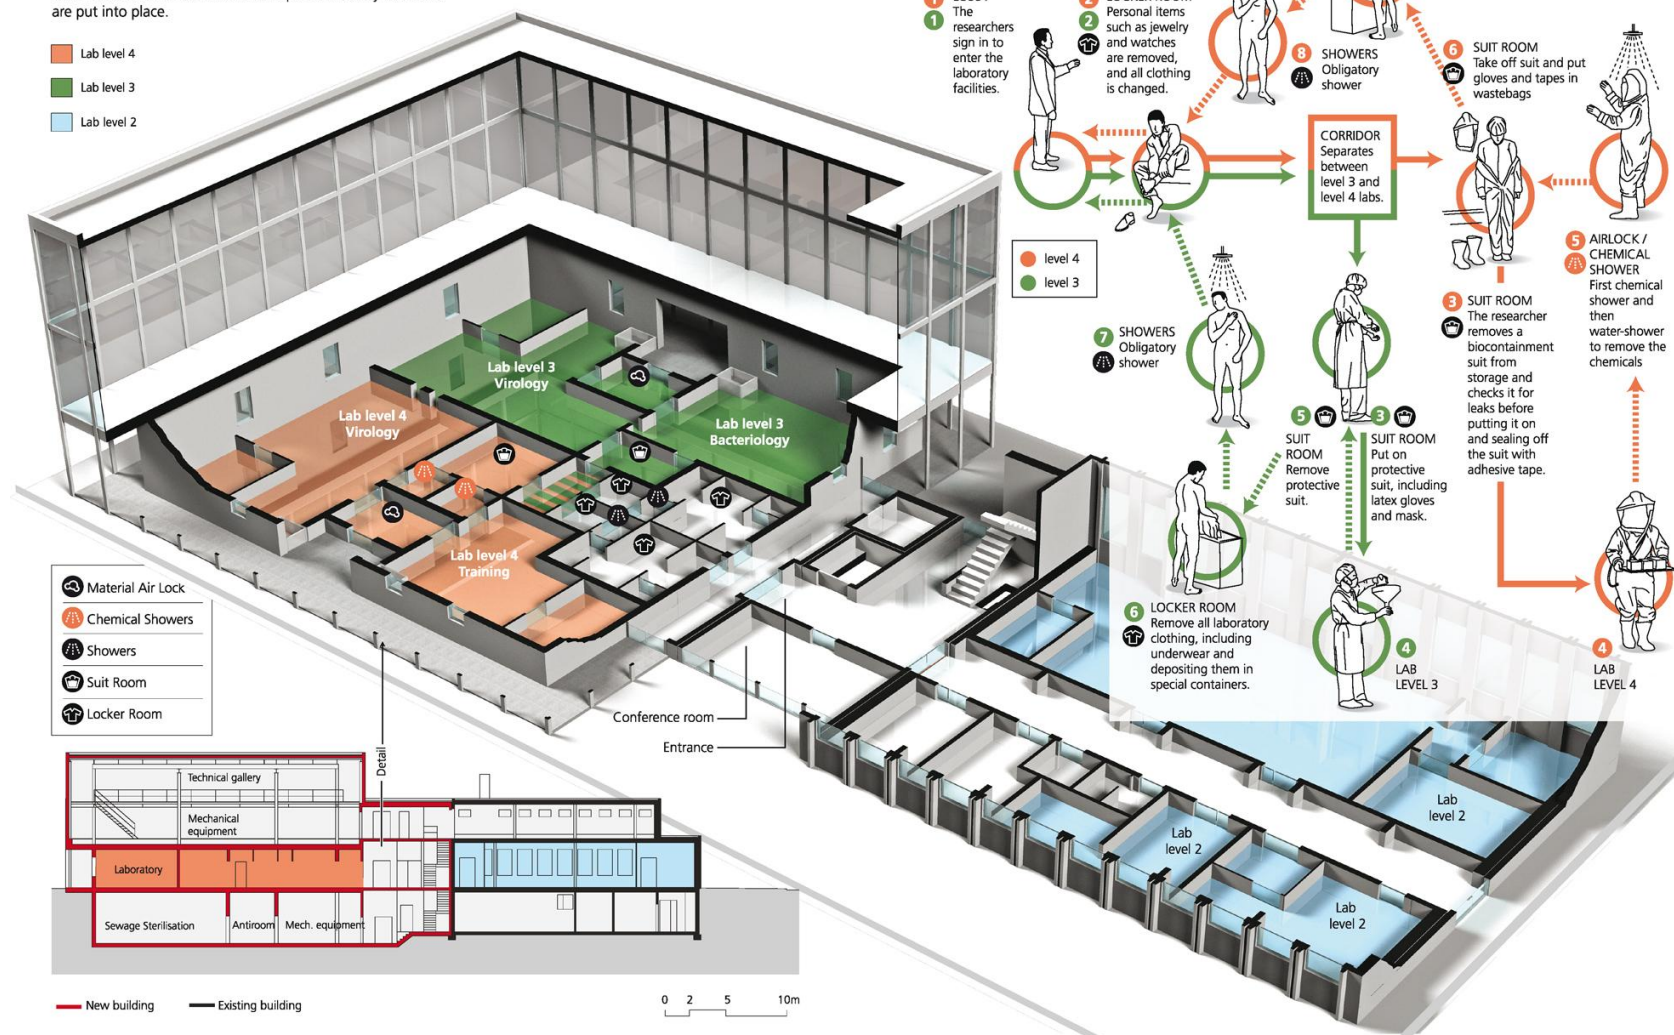 are put into place.
Lab level 4
Lab level 3
Lab level 2
1
1
The
researchers
sign in to
enter the
laboratory
facilities.
2
2
Personal items
such as jewelry
and watches
are removed,
and all clothing
is changed.
8
SHOWERS
Obligatory
shower
6
SUIT ROOM
Take off suit and put
gloves and tapes in
wastebags
CORRIDOR
Separates
between
level 3 and
level 4 labs.
level 4
level 3
5
AIRLOCK /
CHEMICAL
SHOWER
First chemical
shower and
then
water-shower
to remove the
chemicals
3
SUIT ROOM
The researcher
removes a
biocontainment
suit from
storage and
checks it for
leaks before
putting it on
and sealing off
the suit with
adhesive tape.
7
SHOWERS
Obligatory
shower
5
SUIT
ROOM
Remove
protective
suit.
3
SUIT ROOM
Put on
protective
suit, including
latex gloves
and mask.
6
LOCKER ROOM
Remove all laboratory
clothing, including
underwear and
depositing them in
special containers.
4
LAB
LEVEL 3
4
LAB
LEVEL 4
Lab level 3
Virology
Lab level 4
Virology
Lab level 3
Bacteriology
Lab level 4
Training
Material Air Lock
Chemical Showers
Showers
Suit Room
Locker Room
Conference room
Entrance
Detail
Lab
level 2
Lab
level 2
Lab
level 2
Technical gallery
Mechanical
equipment
Laboratory
Sewage Sterilisation
Antiroom
Mech. equipment
New building
Existing building
0 2 5 10m